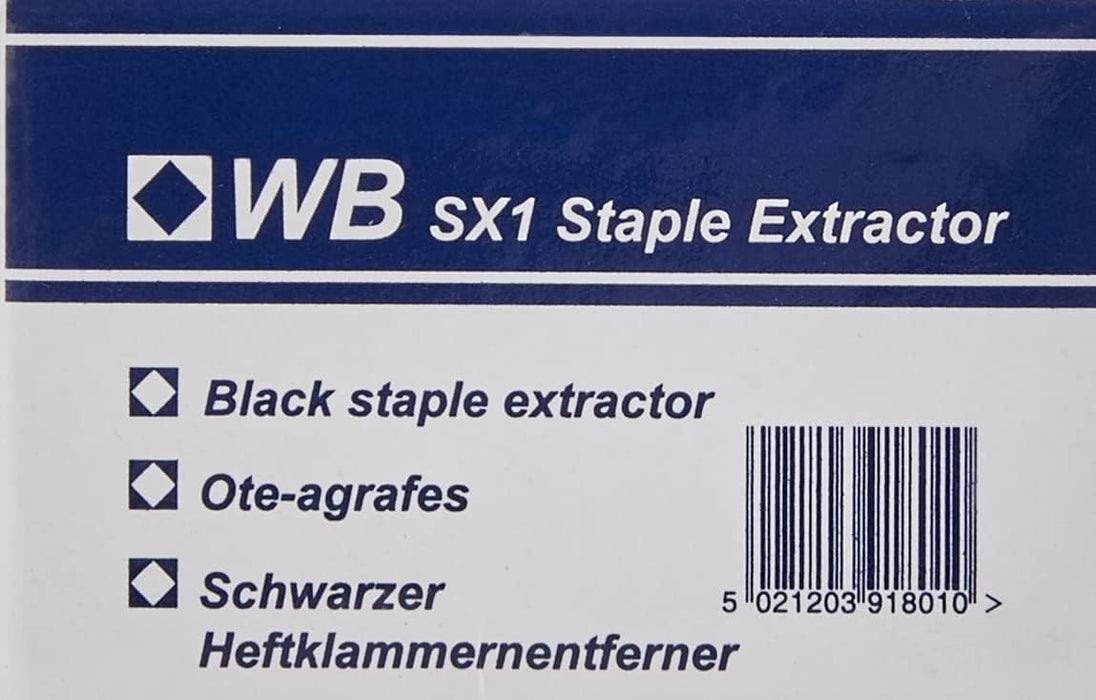 WB SX1 Staple Extractor
Black staple extractor
Ote-agrafes
Schwarzer
Heftklammernentferner
5 021203 918010 >